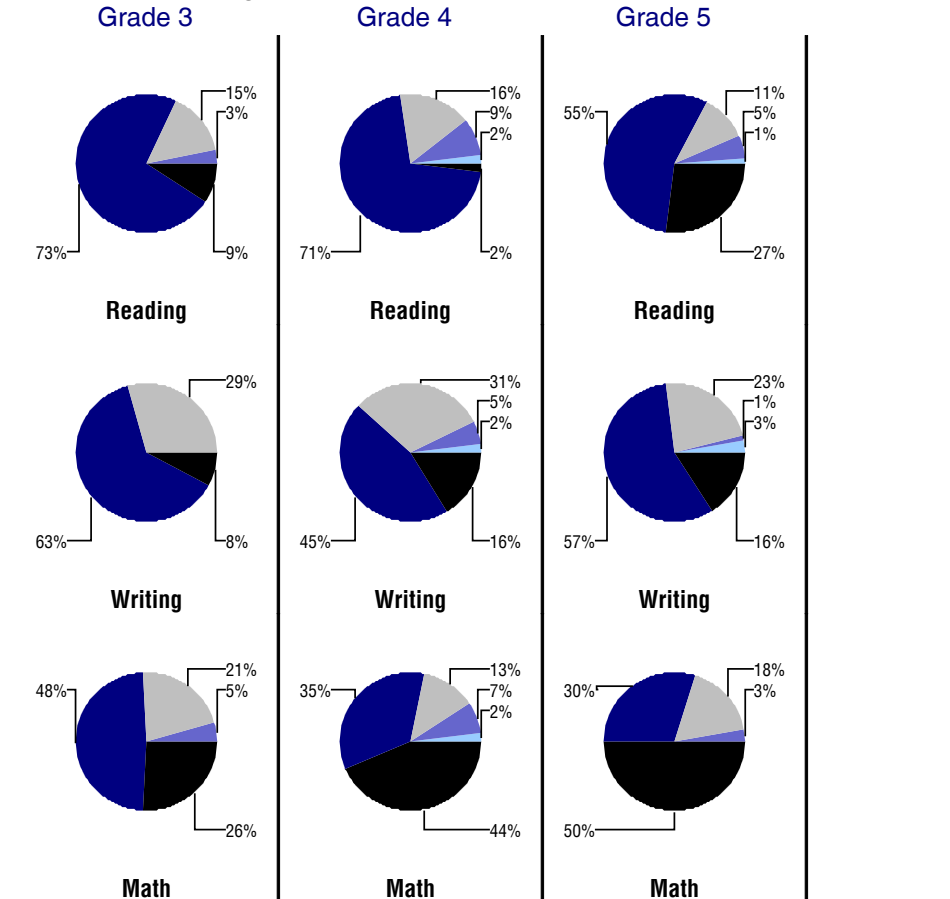 Grade 3 Grade 4 Grade 5
15% 16% 11%
3% 55% 9% 5%
2% 1%
73% 9% 71% 2% 27%
Reading Reading Reading
29% 31% 23%
5% 1%
2% 3%
63% 8% 45% 16% 57% 16%
Writing Writing Writing
21% 13% 18%
48% 5% 35% 7% 30% 3%
2%
26% 44% 50%
Math Math Math